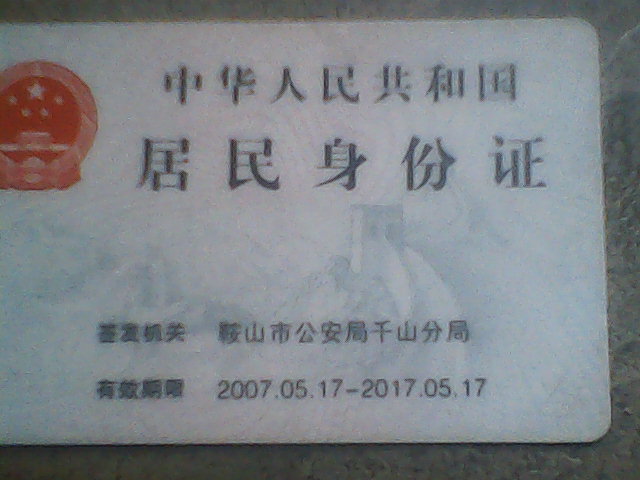 中华人民共和国
居民身份证
签发机关 鞍山市公安局千山分局
有效期限 2007.05.17-2017.05.17